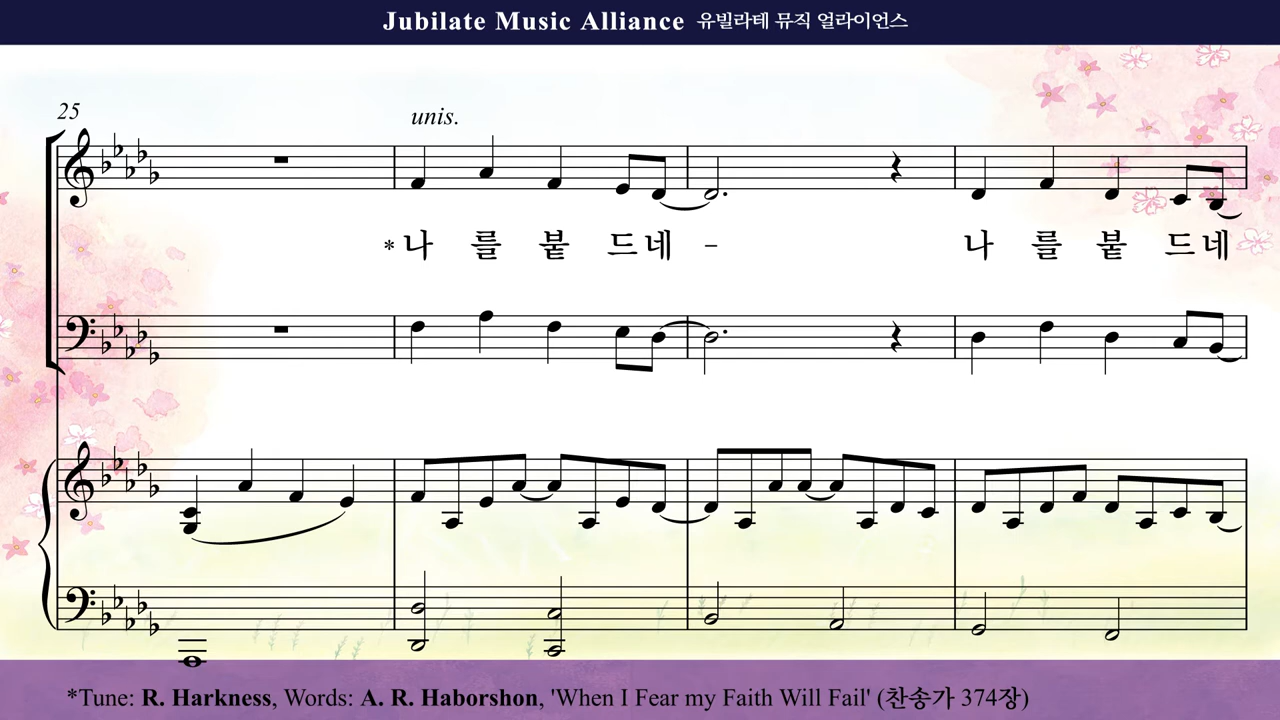 Jubilate Music Alliance 유빌라테 뮤직 얼라이언스
25
unis.
*나 를 붙 드네 - 나 를 붙 드네
*Tune: R. Harkness, Words: A. R. Haborshon, 'When I Fear my Faith Will Fail' (찬송가 374장)